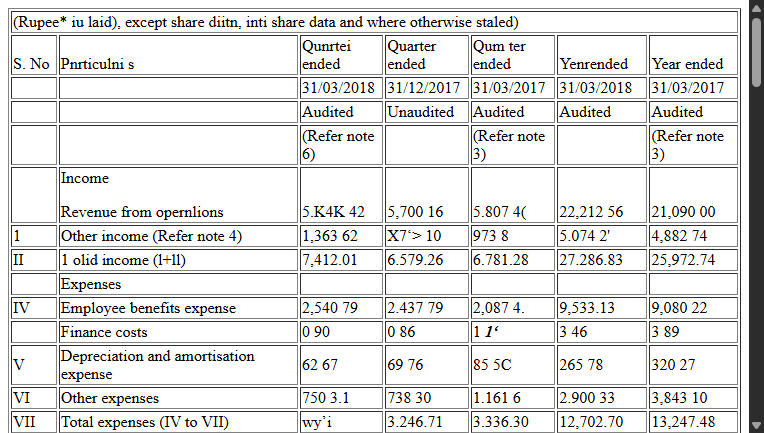 (Rupee* iu laid), except share diitn, inti share data and where otherwise staled)
S. No Pnrticulni s Qunrtei ended Quarter ended Qum ter ended Yenrended Year ended
31/03/2018 31/12/2017 31/03/2017 31/03/2018 31/03/2017
Audited Unaudited Audited Audited Audited
(Refer note 6) (Refer note 3) (Refer note 3)
Income
Revenue from opernlions 5.K4K 42 5,700 16 5.807 4( 22,212 56 21,090 00
1 Other income (Refer note 4) 1,363 62 X7‘> 10 973 8 5.074 2' 4,882 74
II 1 olid income (l+ll) 7,412.01 6.579.26 6.781.28 27.286.83 25,972.74
Expenses
IV Employee benefits expense 2,540 79 2.437 79 2,087 4. 9,533.13 9,080 22
Finance costs 0 90 0 86 1 1‘ 3 46 3 89
V Depreciation and amortisation expense 62 67 69 76 85 5C 265 78 320 27
VI Other expenses 750 3.1 738 30 1.161 6 2.900 33 3,843 10
VII Total expenses (IV to VII) wy’i 3.246.71 3.336.30 12,702.70 13,247.48